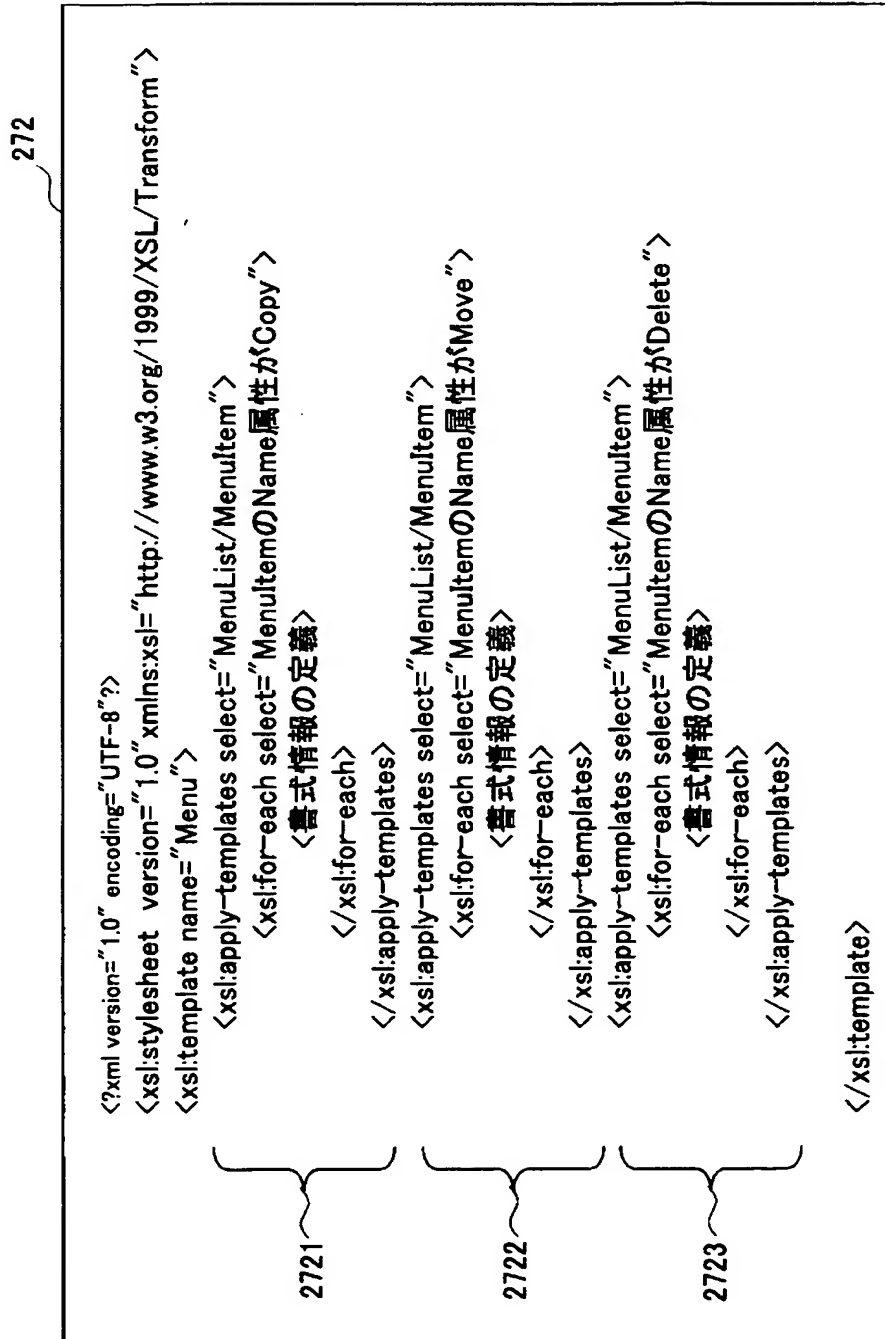 272
<?xml version="1.0" encoding="UTF-8"?>
<xsl:stylesheet version="1.0"xmlns:xsl="http://www.w3.org/1999/XSL/Transform">
<xsl:template name="Menu">
<xsl:apply-templates select="MenuList/MenuItem">
<xsl:for-each select="MenuItemのName属性がCopy">
<書式情報の定義>
</xsl:for-each>
</xsl:apply-templates>
<xsl:apply-templates select="MenuList/MenuItem">
<xsl:for-each select="MenuItemのName属性がMove">
<書式情報の定義>
</xsl:for-each>
</xsl:apply-templates>
<xsl:apply-templates select="MenuList/MenuItem">
<xsl:for-each select="MenuItemのName属性がDelete">
<書式情報の定義>
</xsl:for-each>
</xsl:apply-templates>
</xsl:template>
2721
2722
2723